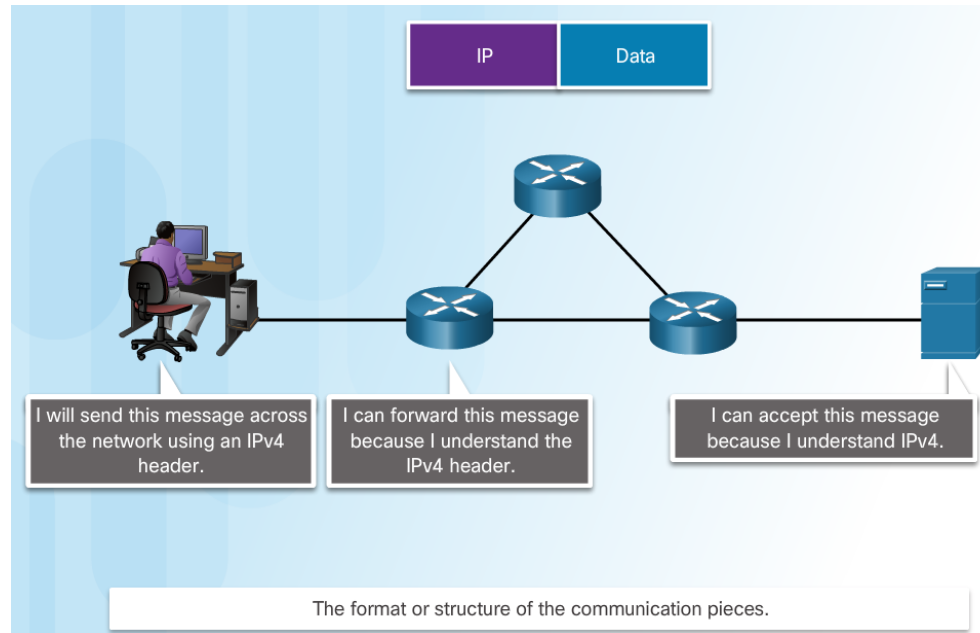 IP
Data
I will send this message across
the network using an IPv4
header.
I can forward this message
because I understand the
IPv4 header.
I can accept this message
because I understand IPv4.
The format or structure of the communication pieces.